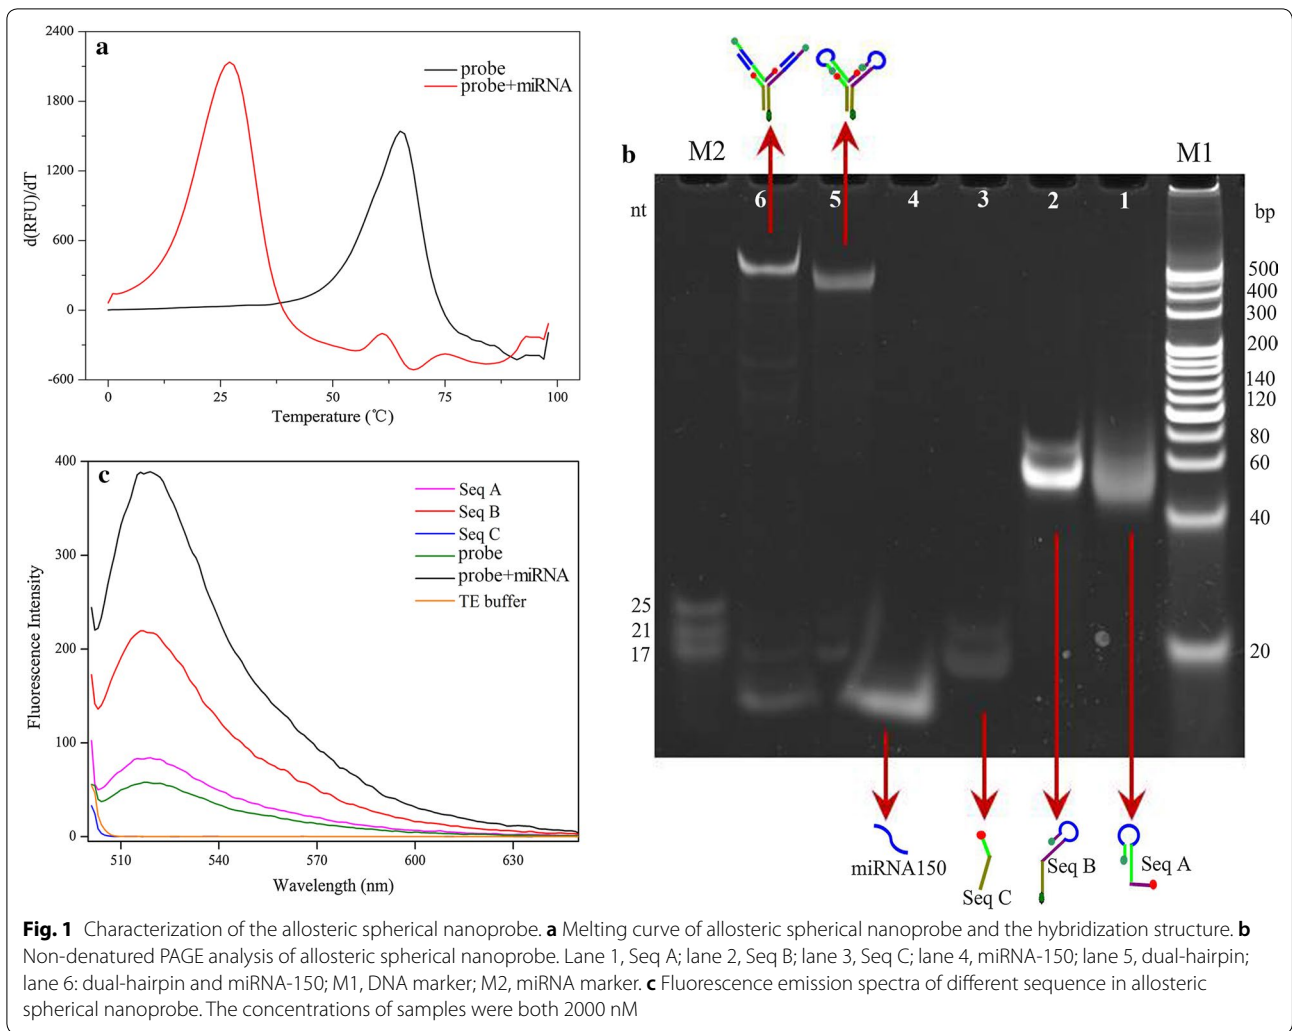 a
2400
1800
1200
600
0
-600
d(RFU)/dT
probe
probe+miRNA
0 25 50 75 100
Temperature (℃)
b
M2 M1
nt
6 5 4 3 2 1
bp
500
400
300
200
140
120
80
60
40
20
25
21
17
miRNA150
Seq C
Seq B
Seq A
c
400
300
200
100
0
Fluorescence Intensity
Seq A
Seq B
Seq C
probe
probe+miRNA
TE buffer
510 540 570 600 630
Wavelength (nm)
Fig. 1 Characterization of the allosteric spherical nanoprobe. a Melting curve of allosteric spherical nanoprobe and the hybridization structure. b
Non-denatured PAGE analysis of allosteric spherical nanoprobe. Lane 1, Seq A; lane 2, Seq B; lane 3, Seq C; lane 4, miRNA-150; lane 5, dual-hairpin;
lane 6: dual-hairpin and miRNA-150; M1, DNA marker; M2, miRNA marker. c Fluorescence emission spectra of different sequence in allosteric
spherical nanoprobe. The concentrations of samples were both 2000 nM